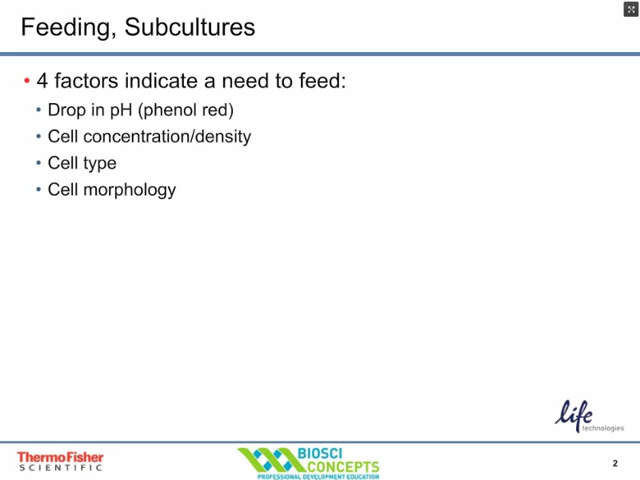 Feeding, Subcultures
• 4 factors indicate a need to feed:
• Drop in pH (phenol red)
• Cell concentration/density
• Cell type
• Cell morphology
life
technologies
ThermoFisher
SCIENTIFIC
BIOSCI
CONCEPTS
PROFESSIONAL DEVELOPMENT EDUCATION
2